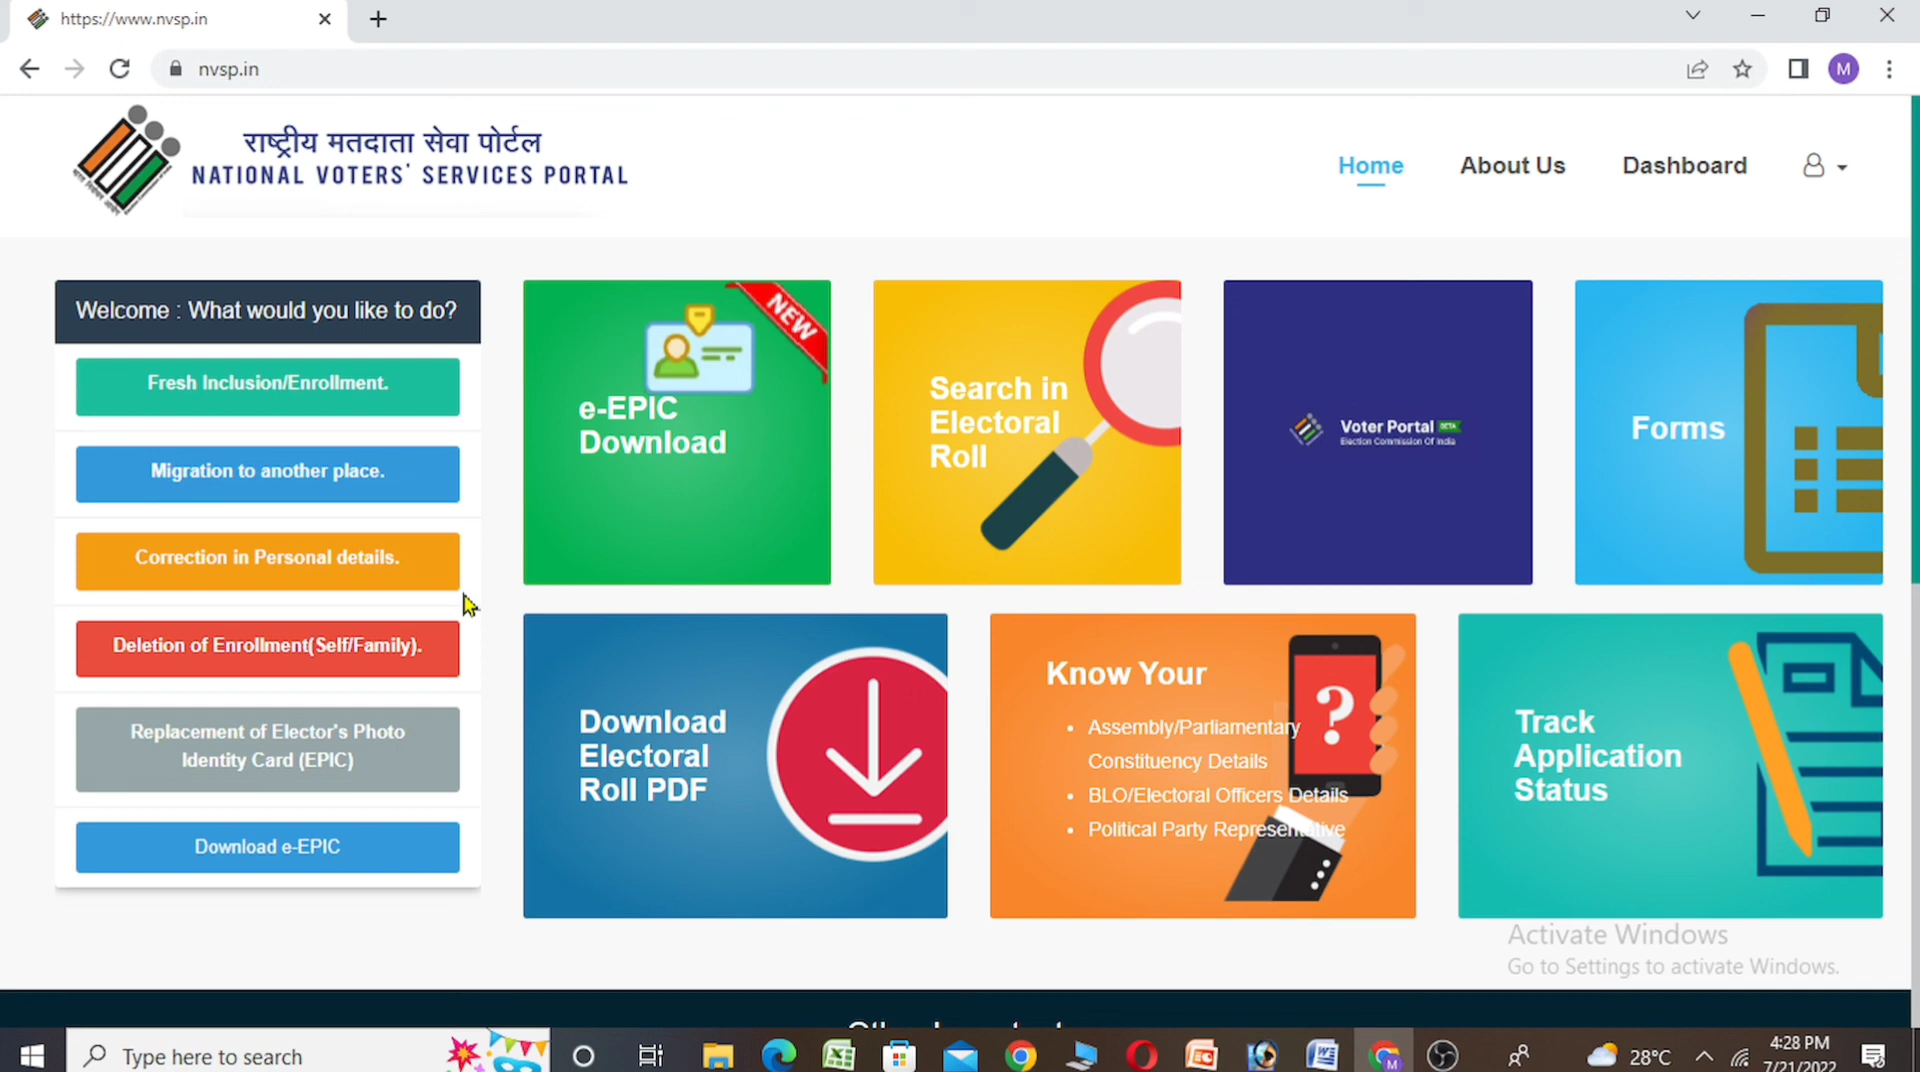 https://www.nvsp.in
nvsp.in
M
राष्ट्रीय मतदाता सेवा पोर्टल
NATIONAL VOTERS' SERVICES PORTAL
Home
About Us
Dashboard
Welcome : What would you like to do?
Fresh Inclusion/Enrollment.
Migration to another place.
Correction in Personal details.
Deletion of Enrollment(Self/Family).
Replacement of Elector's Photo
Identity Card (EPIC)
Download e-EPIC
NEW
e-EPIC
Download
Search in
Electoral
Roll
Voter Portal BETA
Election Commission Of India
Forms
Download
Electoral
Roll PDF
Know Your
Assembly/Parliamentary
Constituency Details
BLO/Electoral Officers Details
Political Party Representative
?
Track
Application
Status
Activate Windows
Go to Settings to activate Windows.
Type here to search
28°C
4:28 PM
7/21/2022